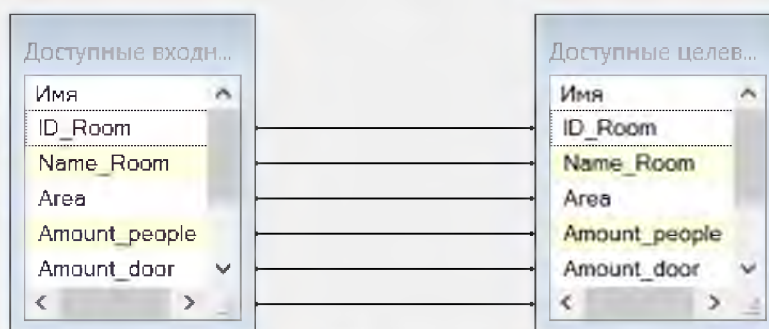 Доступные входн...
Имя
ID_Room
Name_Room
Area
Amount_people
Amount_door
Доступные целев...
Имя
ID_Room
Name_Room
Area
Amount_people
Amount_door